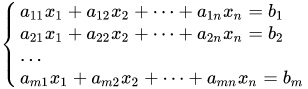 a₁₁x₁ + a₁₂x₂ + ⋯ + a₁ₙxₙ = b₁
a₂₁x₁ + a₂₂x₂ + ⋯ + a₂ₙxₙ = b₂
…
aₘ₁x₁ + aₘ₂x₂ + ⋯ + aₘₙxₙ = bₘ